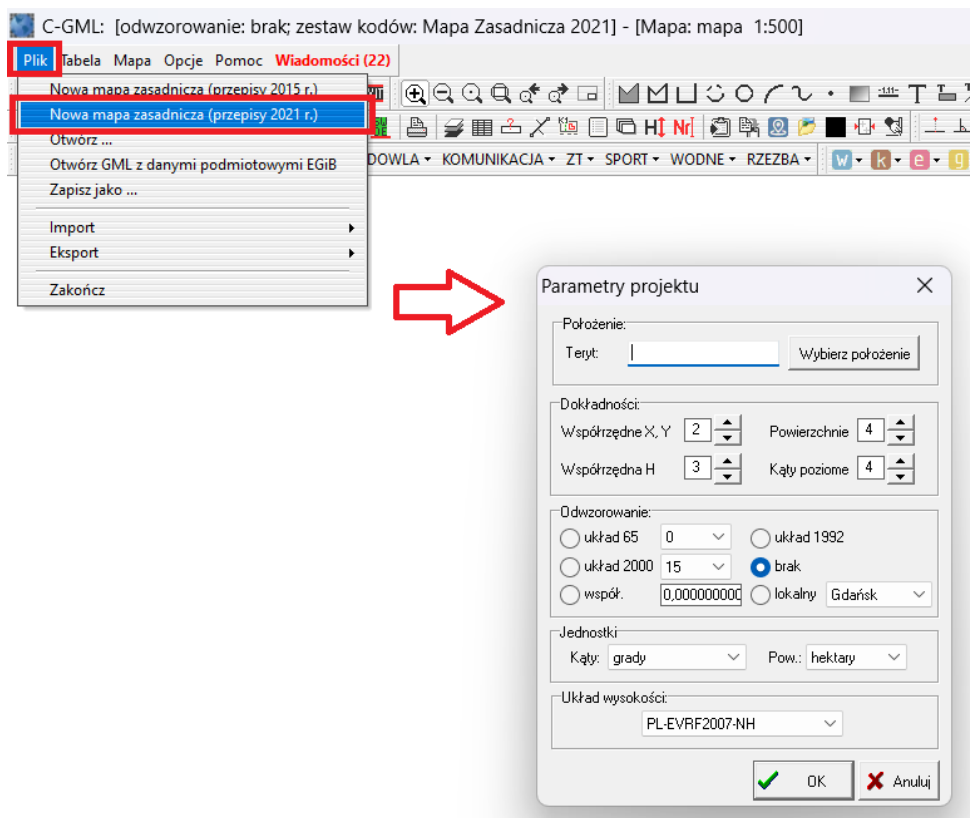 C-GML: [odwzorowanie: brak; zestaw kodów: Mapa Zasadnicza 2021] - [Mapa: mapa 1:500]
Plik Tabela Mapa Opcje Pomoc Wiadomości (22)
Nowa mapa zasadnicza (przepisy 2015 r.)
Nowa mapa zasadnicza (przepisy 2021 r.)
Otwórz ...
Otwórz GML z danymi podmiotowymi EGiB
Zapisz jako ...
Import
Eksport
Zakończ
DOWLA KOMUNIKACJA ZT SPORT WODNE RZEZBA w k e g
Parametry projektu
Położenie:
Teryt: Wybierz położenie
Dokładności:
Współrzędne X, Y 2 Powierzchnie 4
Współrzędna H 3 Kąty poziome 4
Odwzorowanie:
układ 65 0 układ 1992
układ 2000 15 brak
współ. 0,000000000 lokalny Gdańsk
Jednostki
Kąty: grady Pow.: hektary
Układ wysokości:
PL-EVRF2007-NH
OK Anuluj